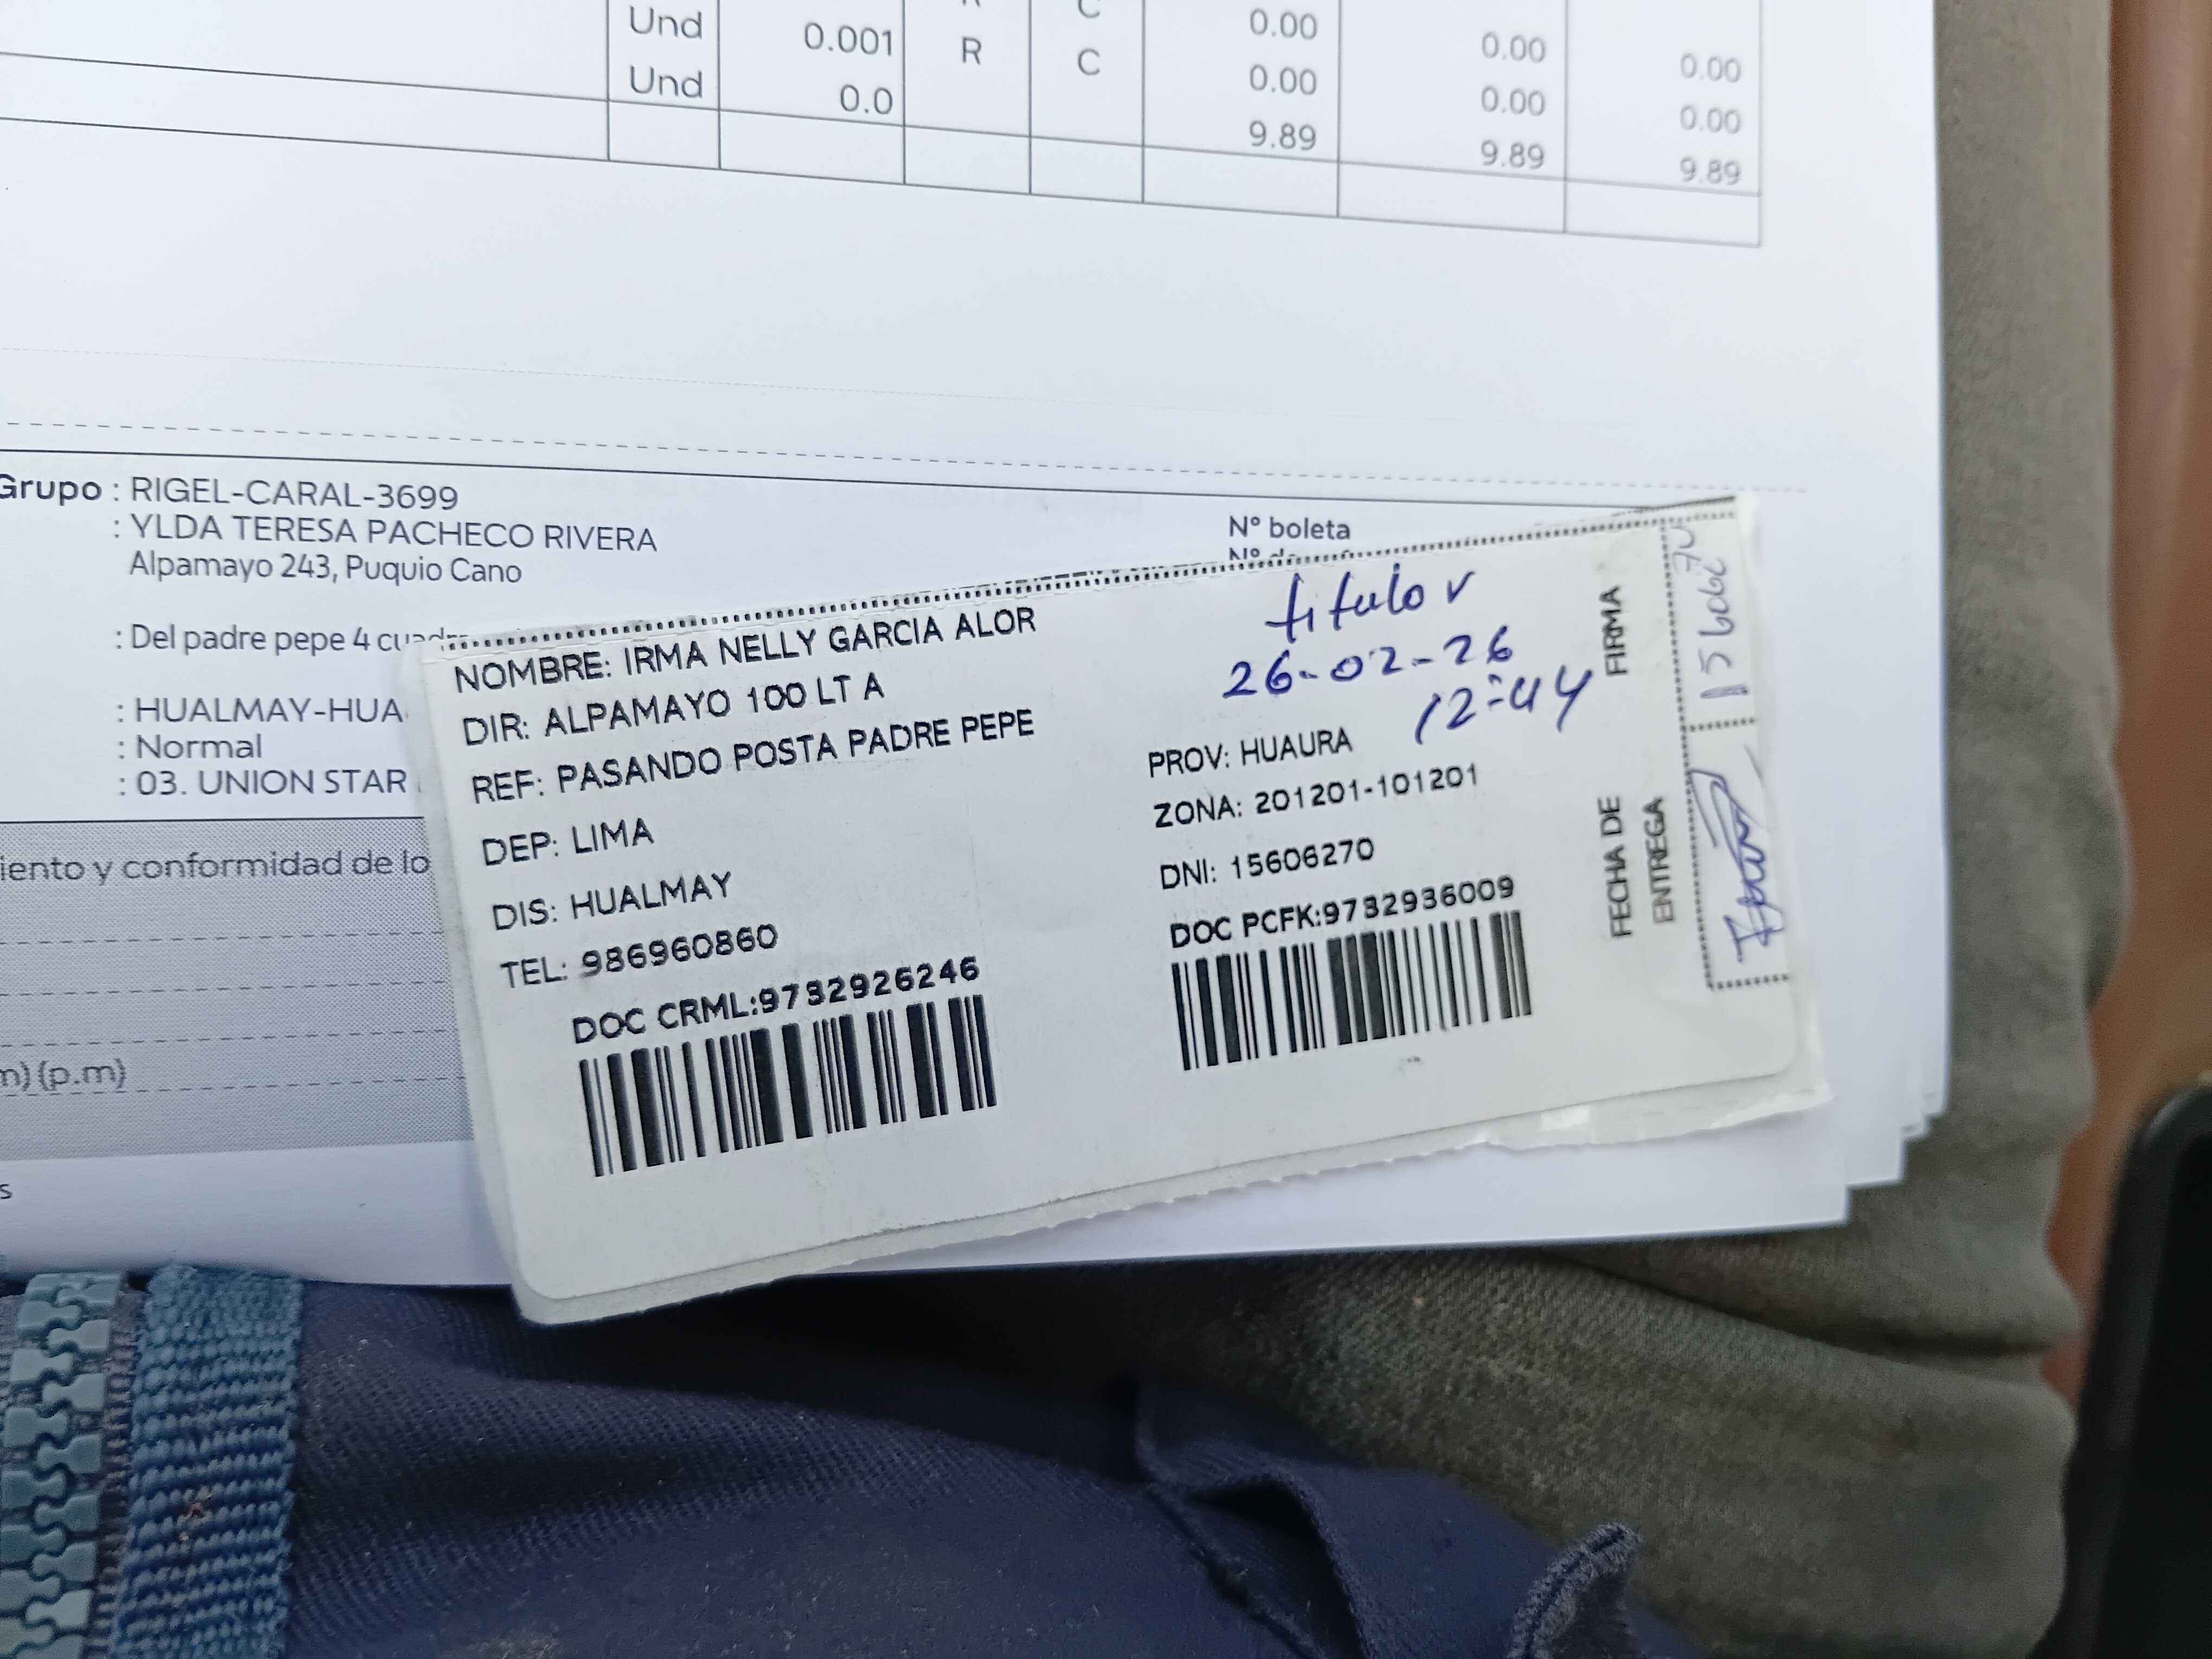 Und 0.001 R C 0.00 0.00 0.00
Und 0.0 0.00 0.00 0.00
9.89 9.89 9.89
Grupo : RIGEL-CARAL-3699
: YLDA TERESA PACHECO RIVERA
Alpamayo 243, Puquio Cano
: Del padre pepe 4
: HUALMAY-HUA
: Normal
: 03. UNION STAR
iento y conformidad de lo
m) (p.m)
s
Nº boleta
Nº
NOMBRE: IRMA NELLY GARCIA ALOR
DIR: ALPAMAYO 100 LT A
REF: PASANDO POSTA PADRE PEPE
DEP: LIMA
DIS: HUALMAY
TEL: 986960860
DOC CRML:9732926246
titulov
26-02-26
12:44
PROV: HUAURA
ZONA: 201201-101201
DNI: 15606270
DOC PCFK:9732936009
FIRMA
FECHA DE
ENTREGA